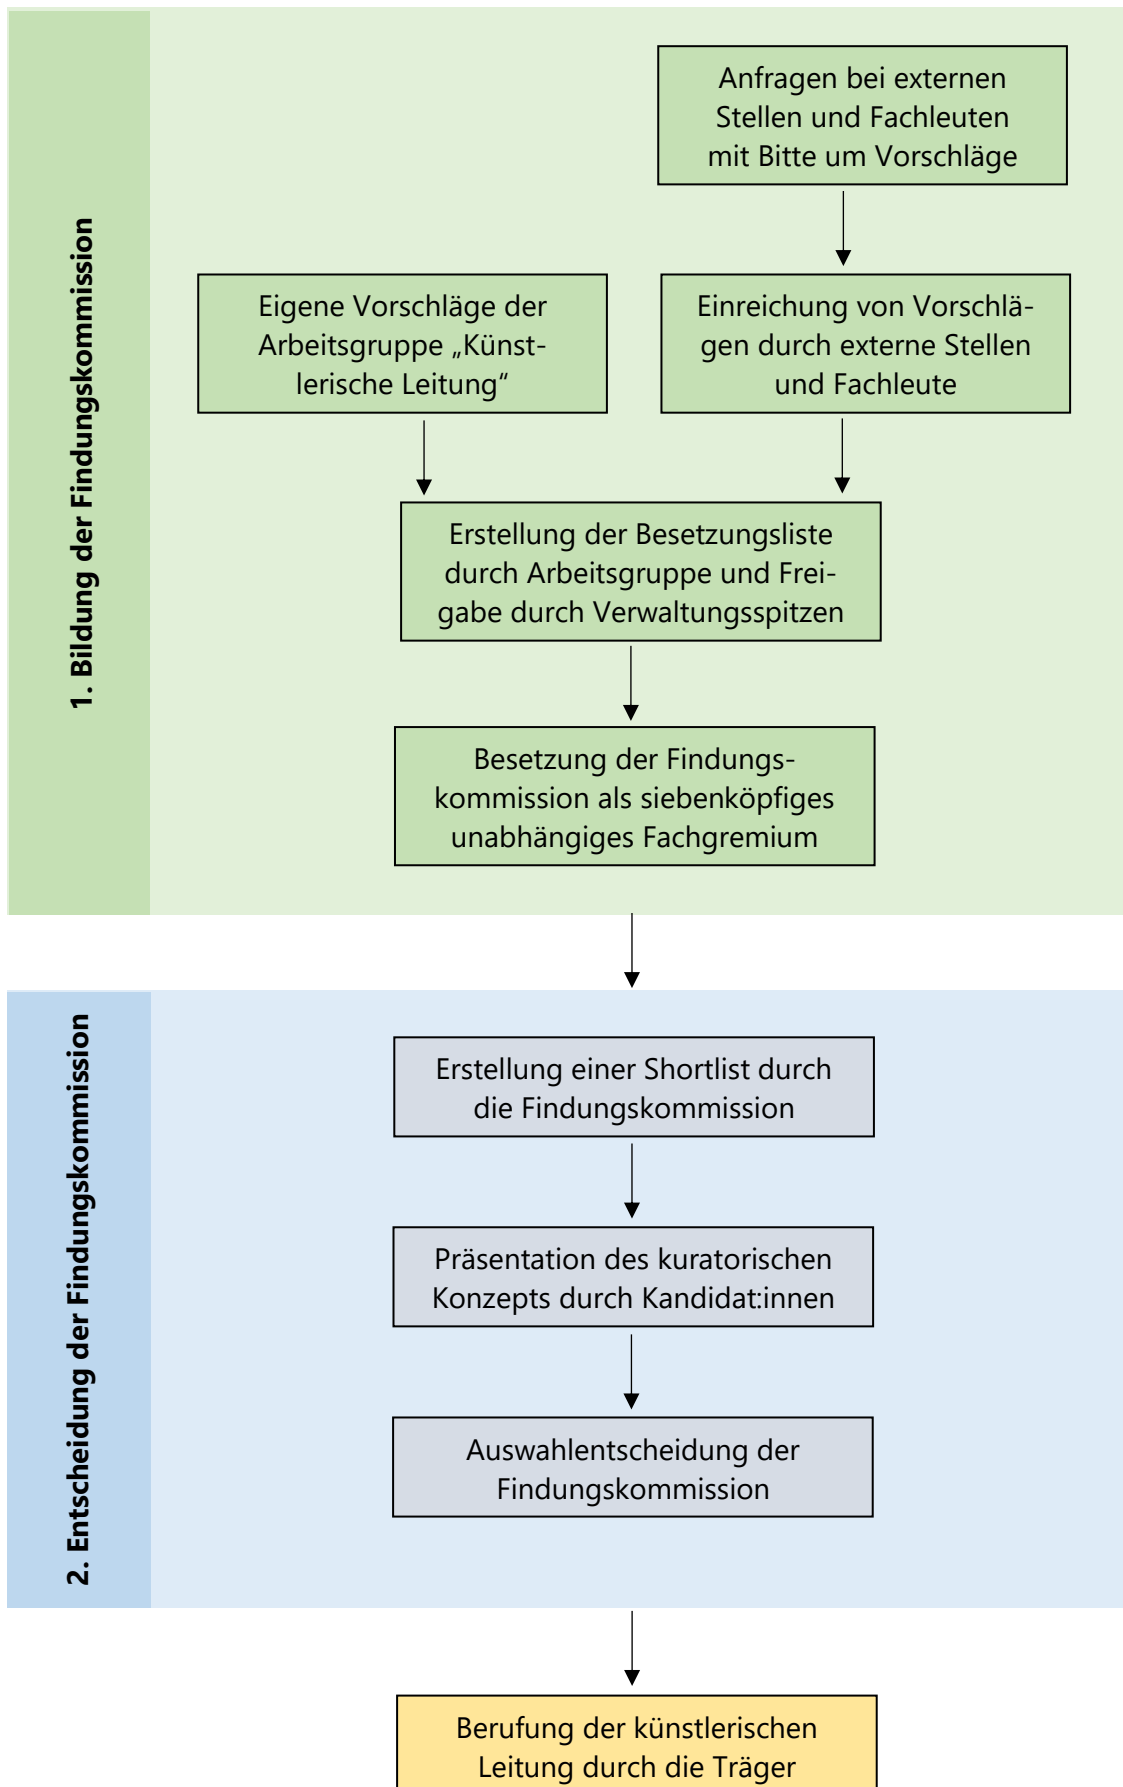 1. Bildung der Findungskommission
Anfragen bei externen
Stellen und Fachleuten
mit Bitte um Vorschläge
Eigene Vorschläge der
Arbeitsgruppe „Künst-
lerische Leitung“
Einreichung von Vorschlä-
gen durch externe Stellen
und Fachleute
Erstellung der Besetzungsliste
durch Arbeitsgruppe und Frei-
gabe durch Verwaltungsspitzen
Besetzung der Findungs-
kommission als siebenköpfiges
unabhängiges Fachgremium
2. Entscheidung der Findungskommission
Erstellung einer Shortlist durch
die Findungskommission
Präsentation des kuratorischen
Konzepts durch Kandidat:innen
Auswahlentscheidung der
Findungskommission
Berufung der künstlerischen
Leitung durch die Träger